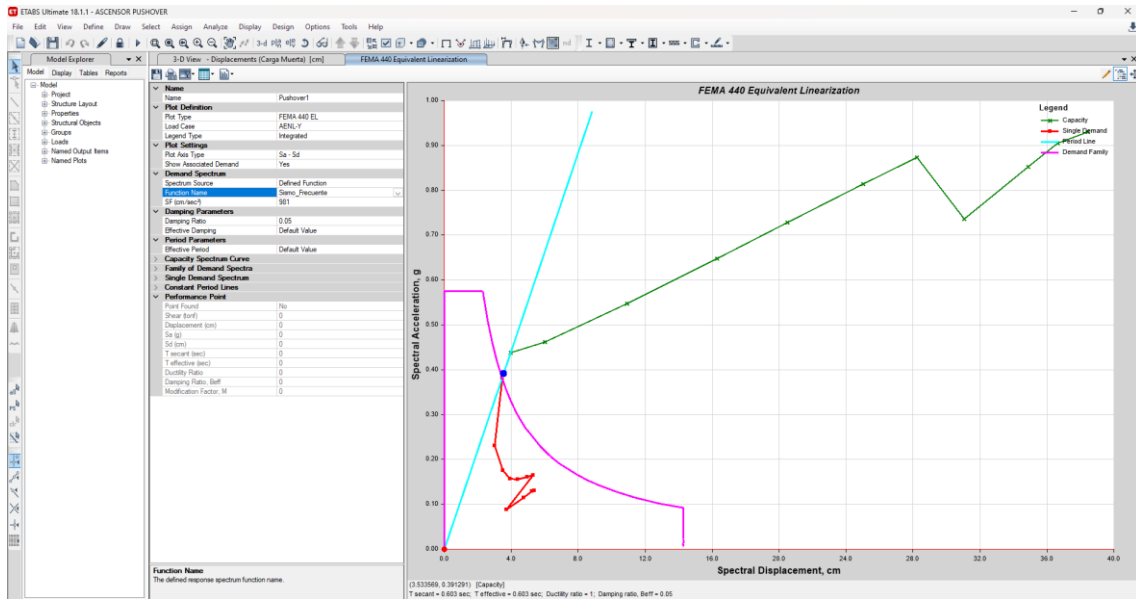 ETABS Ultimate 18.1.1 - ASCENSOR PUSHOVER
File Edit View Define Draw Select Assign Analyze Display Design Options Tools Help
3-d
nd
Model Explorer
3-D View - Displacements (Carga Muerta) [cm]
FEMA 440 Equivalent Linearization
Model Display Tables Reports
Model
Project
Structure Layout
Properties
Structural Objects
Groups
Loads
Named Output Items
Named Plots
Name
Name Pushover1
Plot Definition
Plot Type FEMA 440 EL
Load Case AENL-Y
Legend Type Integrated
Plot Settings
Plot Axis Type Sa - Sd
Show Associated Demand Yes
Demand Spectrum
Spectrum Source Defined Function
Function Name Sismo_Frecuente
SF (cm/sec²) 981
Damping Parameters
Damping Ratio 0.05
Effective Damping Default Value
Period Parameters
Effective Period Default Value
Capacity Spectrum Curve
Family of Demand Spectra
Single Demand Spectrum
Constant Period Lines
Performance Point
Point Found No
Shear (tonf) 0
Displacement (cm) 0
Sa (g) 0
Sd (cm) 0
T secant (sec) 0
T effective (sec) 0
Ductility Ratio 0
Damping Ratio, Beff 0
Modification Factor, M 0
Function Name
The defined response spectrum function name.
FEMA 440 Equivalent Linearization
Legend
Capacity
Single Demand
Period Line
Demand Family
Spectral Acceleration, g
1.00
0.90
0.80
0.70
0.60
0.50
0.40
0.30
0.20
0.10
0.00
0.0 4.0 8.0 12.0 16.0 20.0 24.0 28.0 32.0 36.0 40.0
Spectral Displacement, cm
(3.533569, 0.391291) [Capacity]
T secant = 0.603 sec; T effective = 0.603 sec; Ductility ratio = 1; Damping ratio, Beff = 0.05